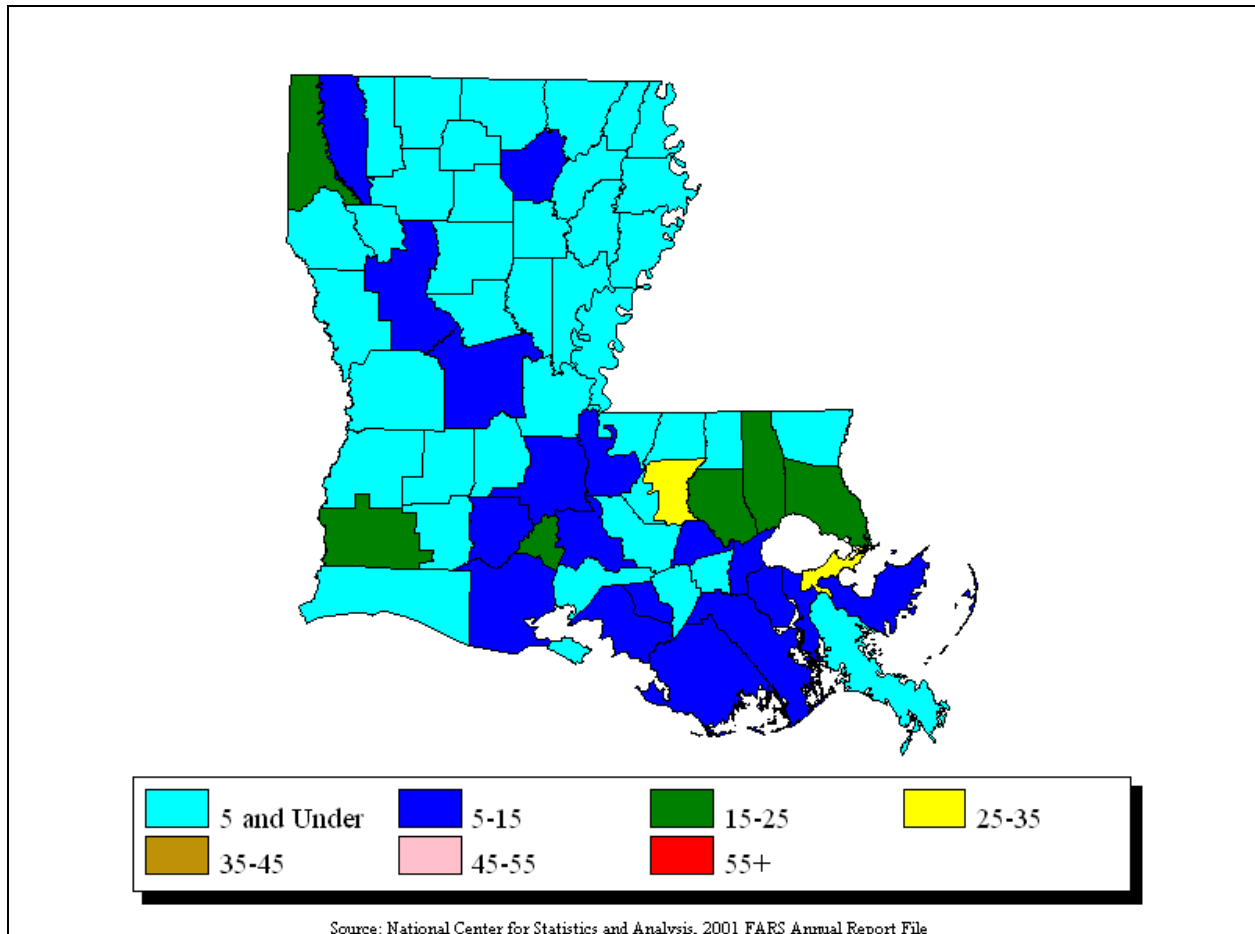 5 and Under 5-15 15-25 25-35
35-45 45-55 55+
Source: National Center for Statistics and Analysis, 2001 FARS Annual Report File